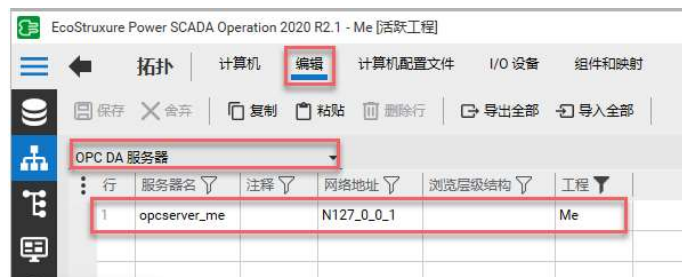 EcoStruxure Power SCADA Operation 2020 R2.1 - Me [活跃工程]
拓扑 计算机 编辑 计算机配置文件 I/O 设备 组件和映射
保存 舍弃 复制 粘贴 删除行 导出全部 导入全部
OPC DA 服务器
行 服务器名 注释 网络地址 浏览层级结构 工程
1 opcserver_me N127_0_0_1 Me